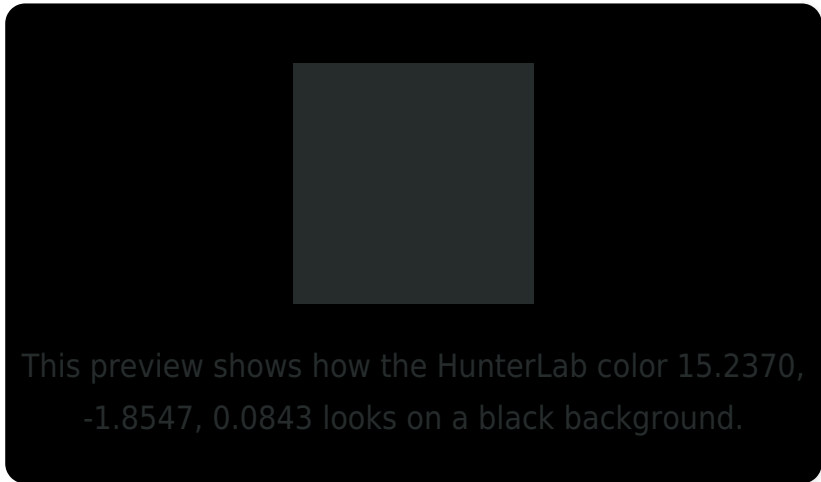 This preview shows how the HunterLab color 15.2370,
-1.8547, 0.0843 looks on a black background.